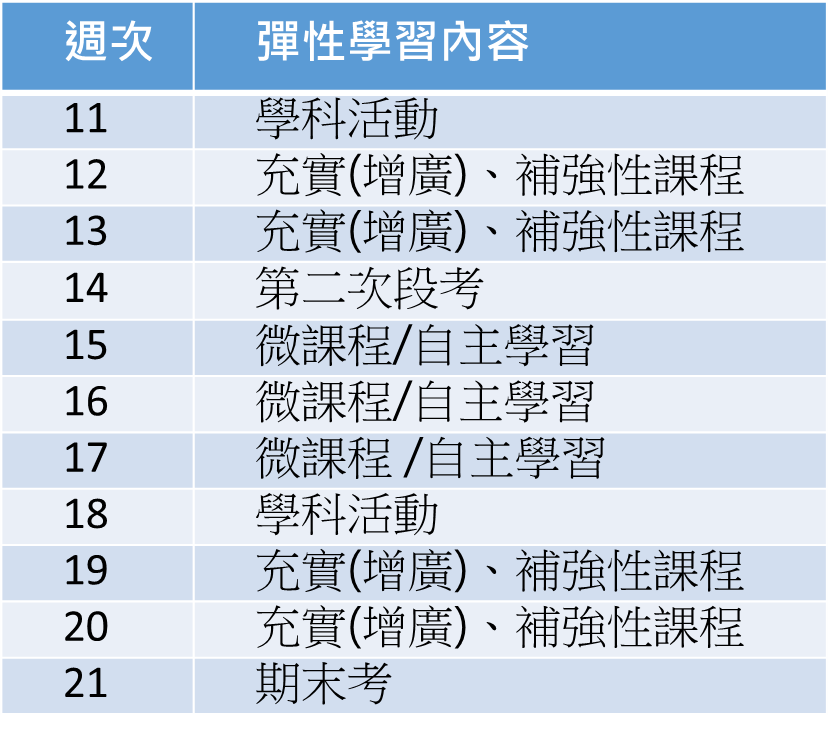 週次 彈性學習內容
11 學科活動
12 充實(增廣)、補強性課程
13 充實(增廣)、補強性課程
14 第二次段考
15 微課程/自主學習
16 微課程/自主學習
17 微課程 /自主學習
18 學科活動
19 充實(增廣)、補強性課程
20 充實(增廣)、補強性課程
21 期末考